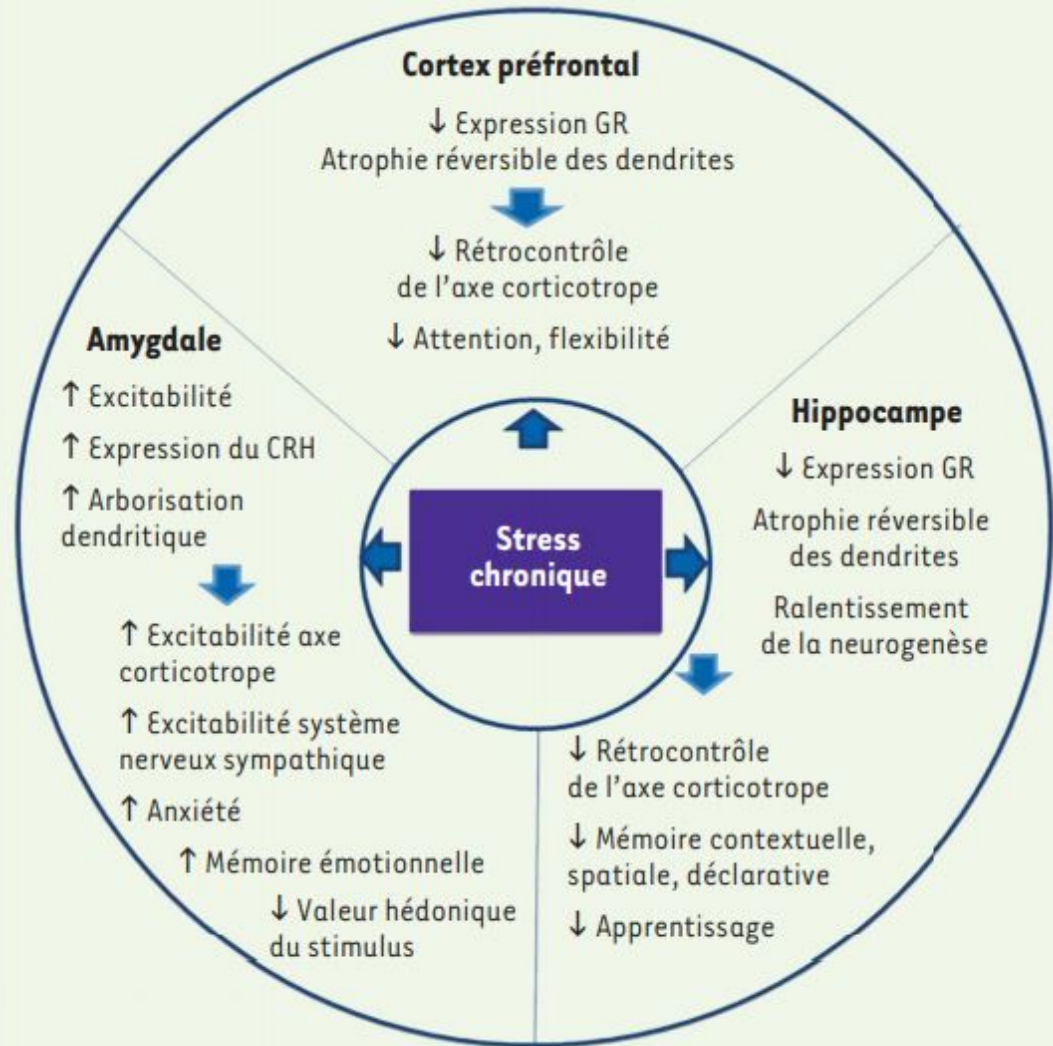 Cortex préfrontal
↓ Expression GR
Atrophie réversible des dendrites
↓ Rétrocontrôle
de l'axe corticotrope
↓ Attention, flexibilité
Amygdale
↑ Excitabilité
↑ Expression du CRH
↑ Arborisation
dendritique
↑ Excitabilité axe
corticotrope
↑ Excitabilité système
nerveux sympathique
↑ Anxiété
↑ Mémoire émotionnelle
↓ Valeur hédonique
du stimulus
Stress
chronique
Hippocampe
↓ Expression GR
Atrophie réversible
des dendrites
Ralentissement
de la neurogenèse
↓ Rétrocontrôle
de l'axe corticotrope
↓ Mémoire contextuelle,
spatiale, déclarative
↓ Apprentissage